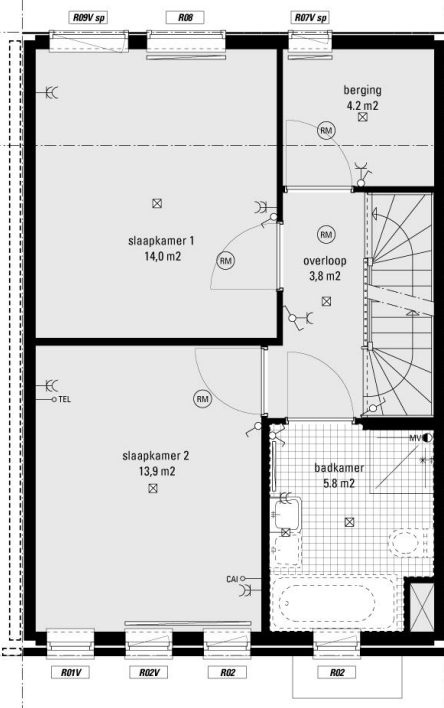 R09V sp
R08
R07V sp
berging
4.2 m2
RM
slaapkamer 1
14,0 m2
RM
RM
overloop
3,8 m2
TEL
RM
slaapkamer 2
13,9 m2
MV
badkamer
5.8 m2
CAI
R01V
R02V
R02
R02